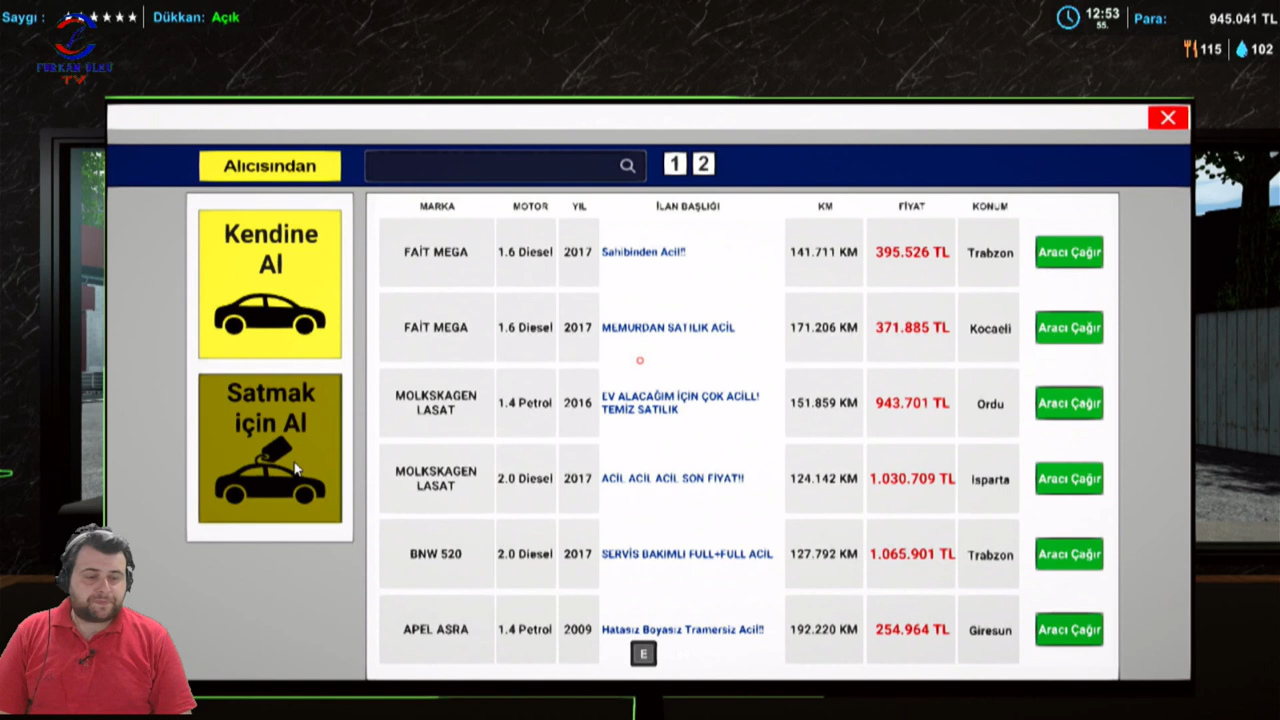 Saygı :
Dükkan: Açık
12:53
55.
Para:
945.041 TL
115
102
FURKAN ULKU
TV
Alıcısından
1 2
Kendine
Al
Satmak
için Al
MARKA MOTOR YIL İLAN BAŞLIĞI KM FİYAT KONUM
FAİT MEGA 1.6 Diesel 2017 Sahibinden Acil!! 141.711 KM 395.526 TL Trabzon Aracı Çağır
FAİT MEGA 1.6 Diesel 2017 MEMURDAN SATILIK ACİL 171.206 KM 371.885 TL Kocaeli Aracı Çağır
MOLKSKAGEN
LASAT
1.4 Petrol 2016
EV ALACAĞIM İÇİN ÇOK ACİLL!
TEMİZ SATILIK
151.859 KM 943.701 TL Ordu Aracı Çağır
MOLKSKAGEN
LASAT
2.0 Diesel 2017 ACİL ACİL ACİL SON FİYAT!! 124.142 KM 1.030.709 TL Isparta Aracı Çağır
BNW 520 2.0 Diesel 2017 SERVİS BAKIMLI FULL+FULL ACİL 127.792 KM 1.065.901 TL Trabzon Aracı Çağır
APEL ASRA 1.4 Petrol 2009 Hatasız Boyasız Tramersiz Acil!! 192.220 KM 254.964 TL Giresun Aracı Çağır
E